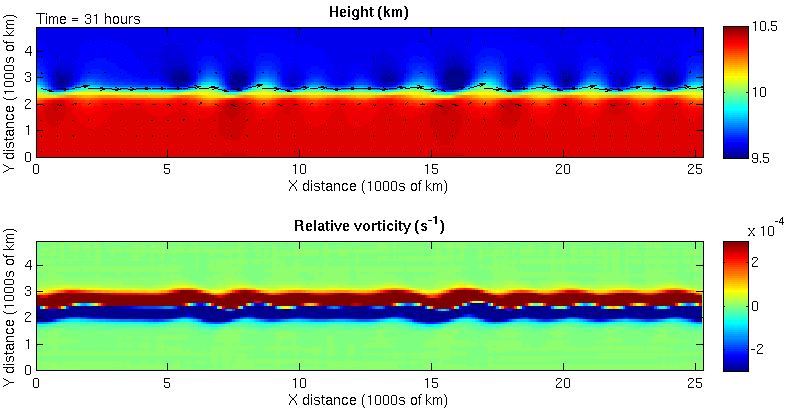 Height (km)
Time = 31 hours
Y distance (1000s of km)
4
3
2
1
0
0 5 10 15 20 25
X distance (1000s of km)
10.5
10
9.5
Relative vorticity (s-1)
Y distance (1000s of km)
4
3
2
1
0
0 5 10 15 20 25
X distance (1000s of km)
x 10-4
2
0
-2